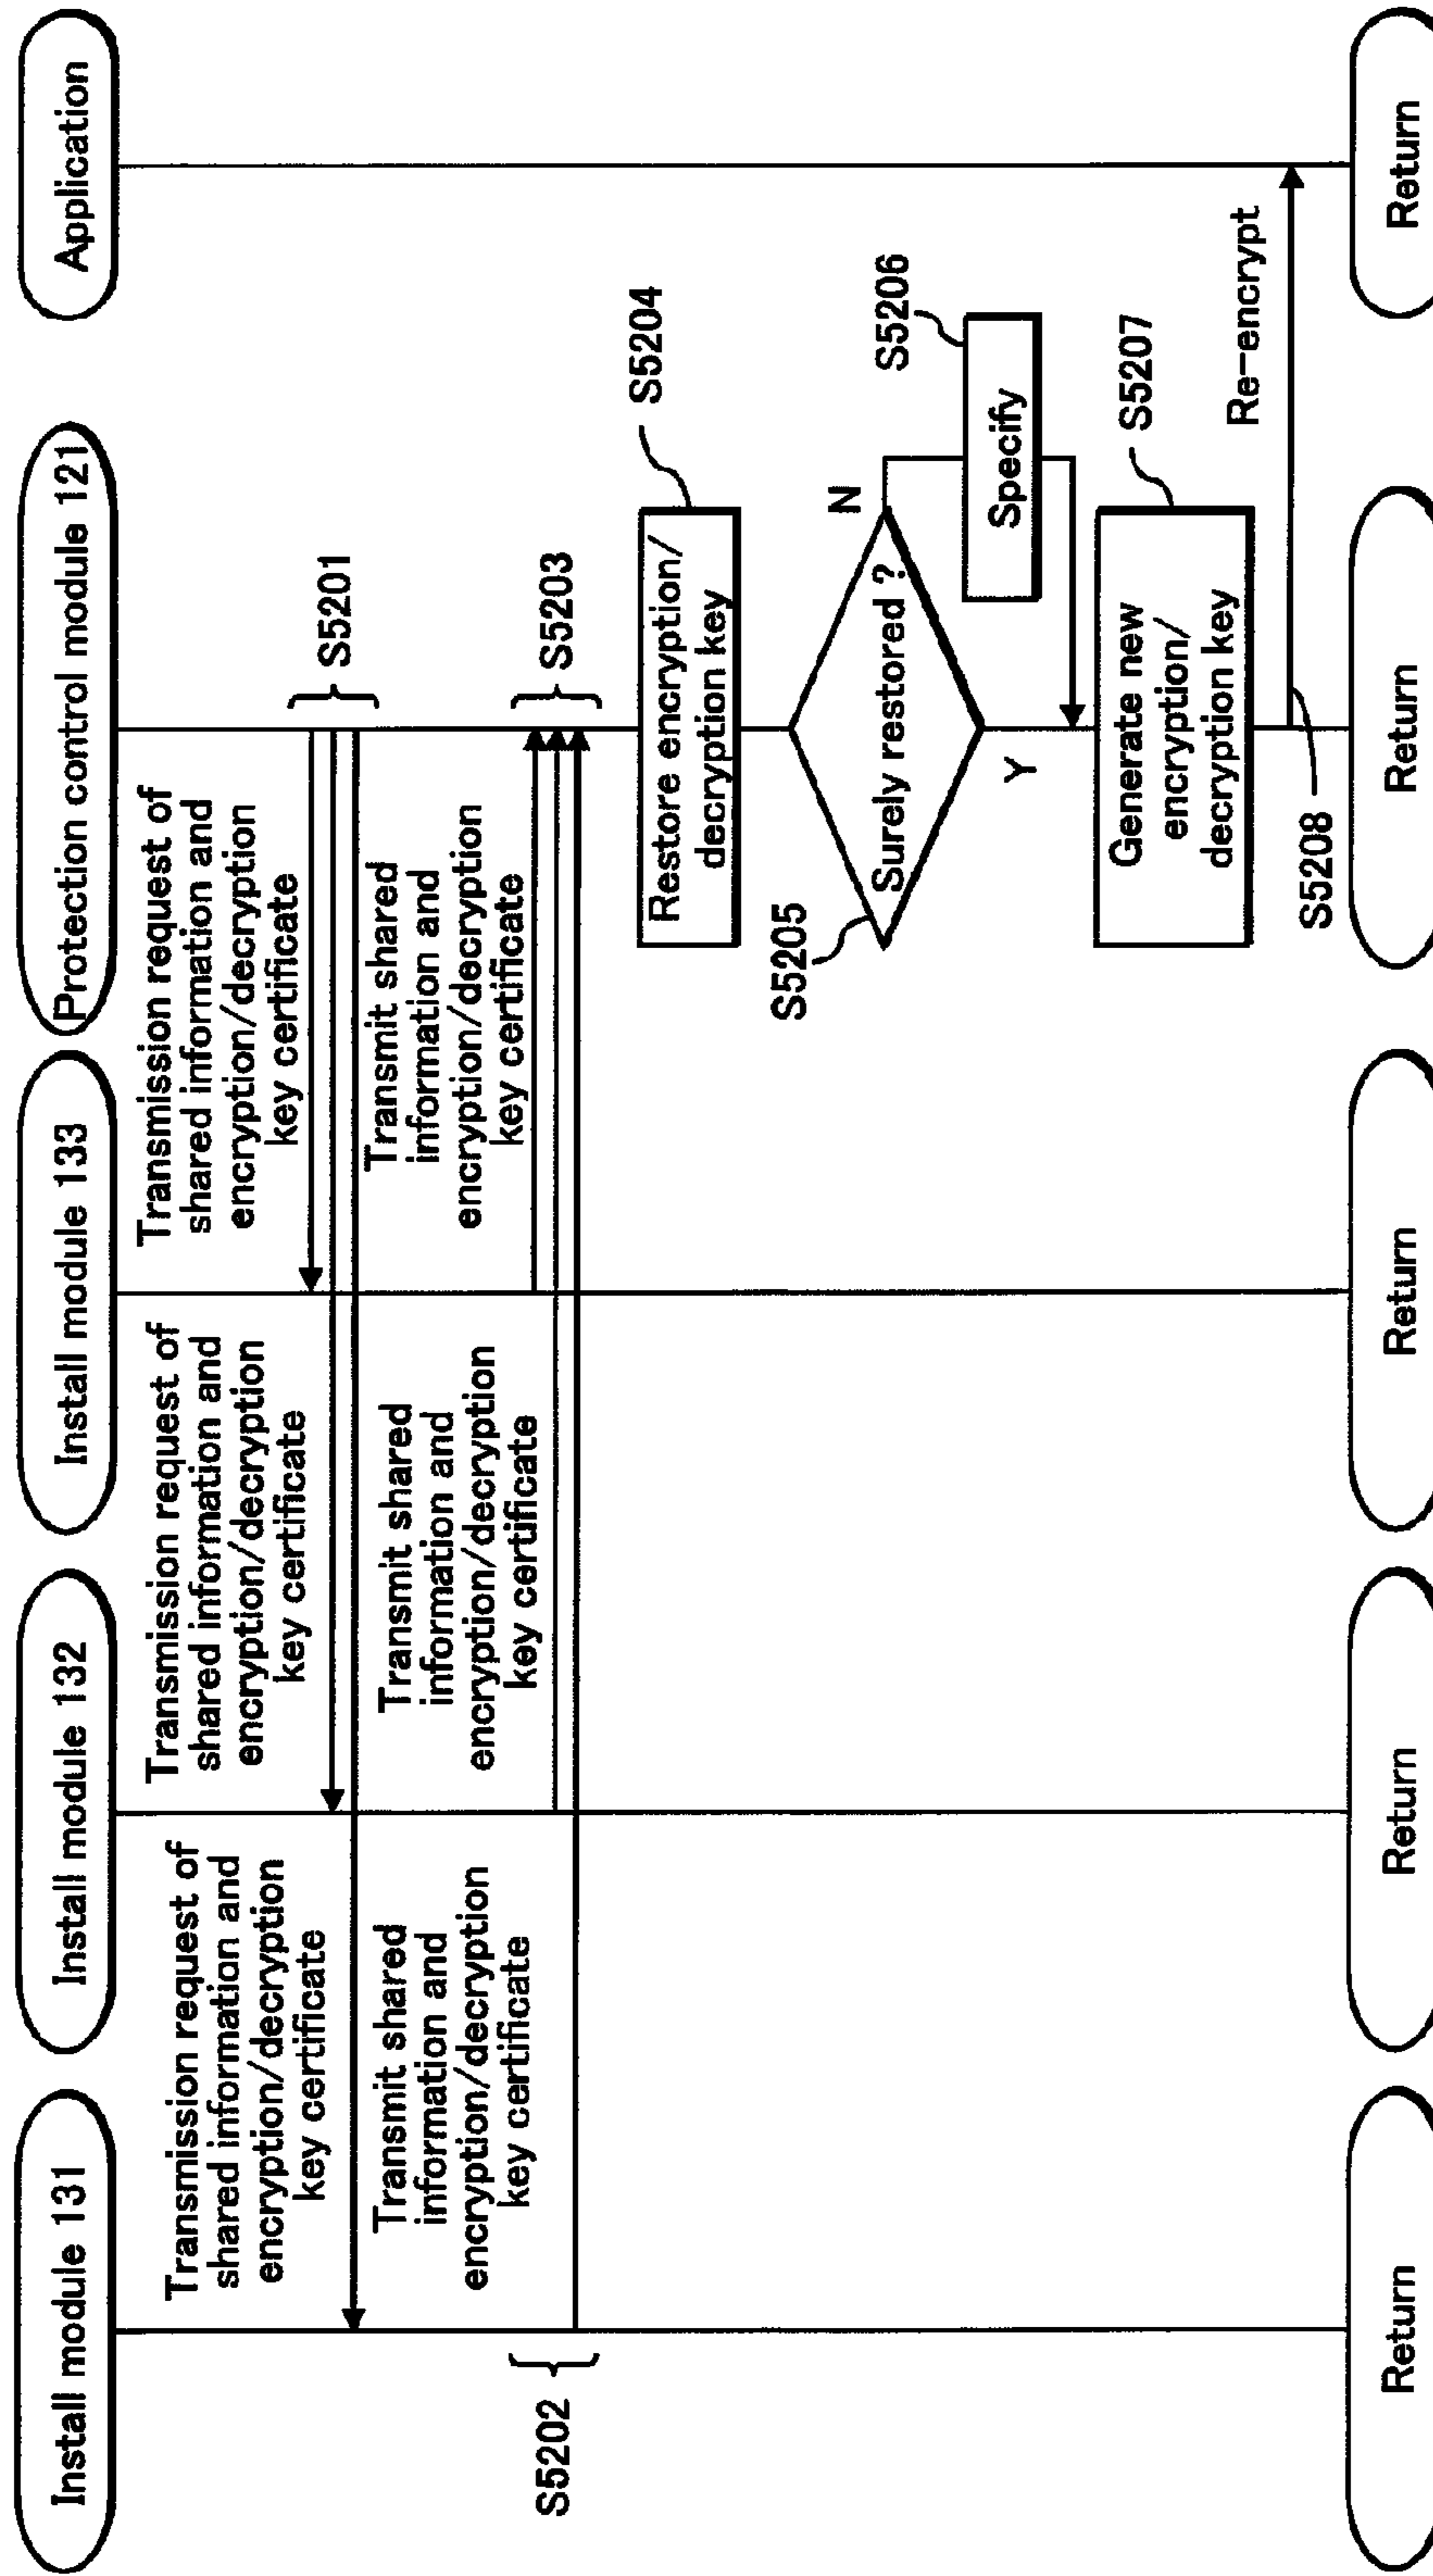 Install module 131
Install module 132
Install module 133
Protection control module 121
Application
Transmission request of
shared information and
encryption/decryption
key certificate
Transmission request of
shared information and
encryption/decryption
key certificate
Transmission request of
shared information and
encryption/decryption
key certificate
S5201
Transmit shared
information and
encryption/decryption
key certificate
Transmit shared
information and
encryption/decryption
key certificate
Transmit shared
information and
encryption/decryption
key certificate
S5202
S5203
Restore encryption/
decryption key
S5204
S5205
Surely restored ?
N
S5206
Specify
Y
Generate new
encryption/
decryption key
S5207
Re-encrypt
S5208
Return
Return
Return
Return
Return